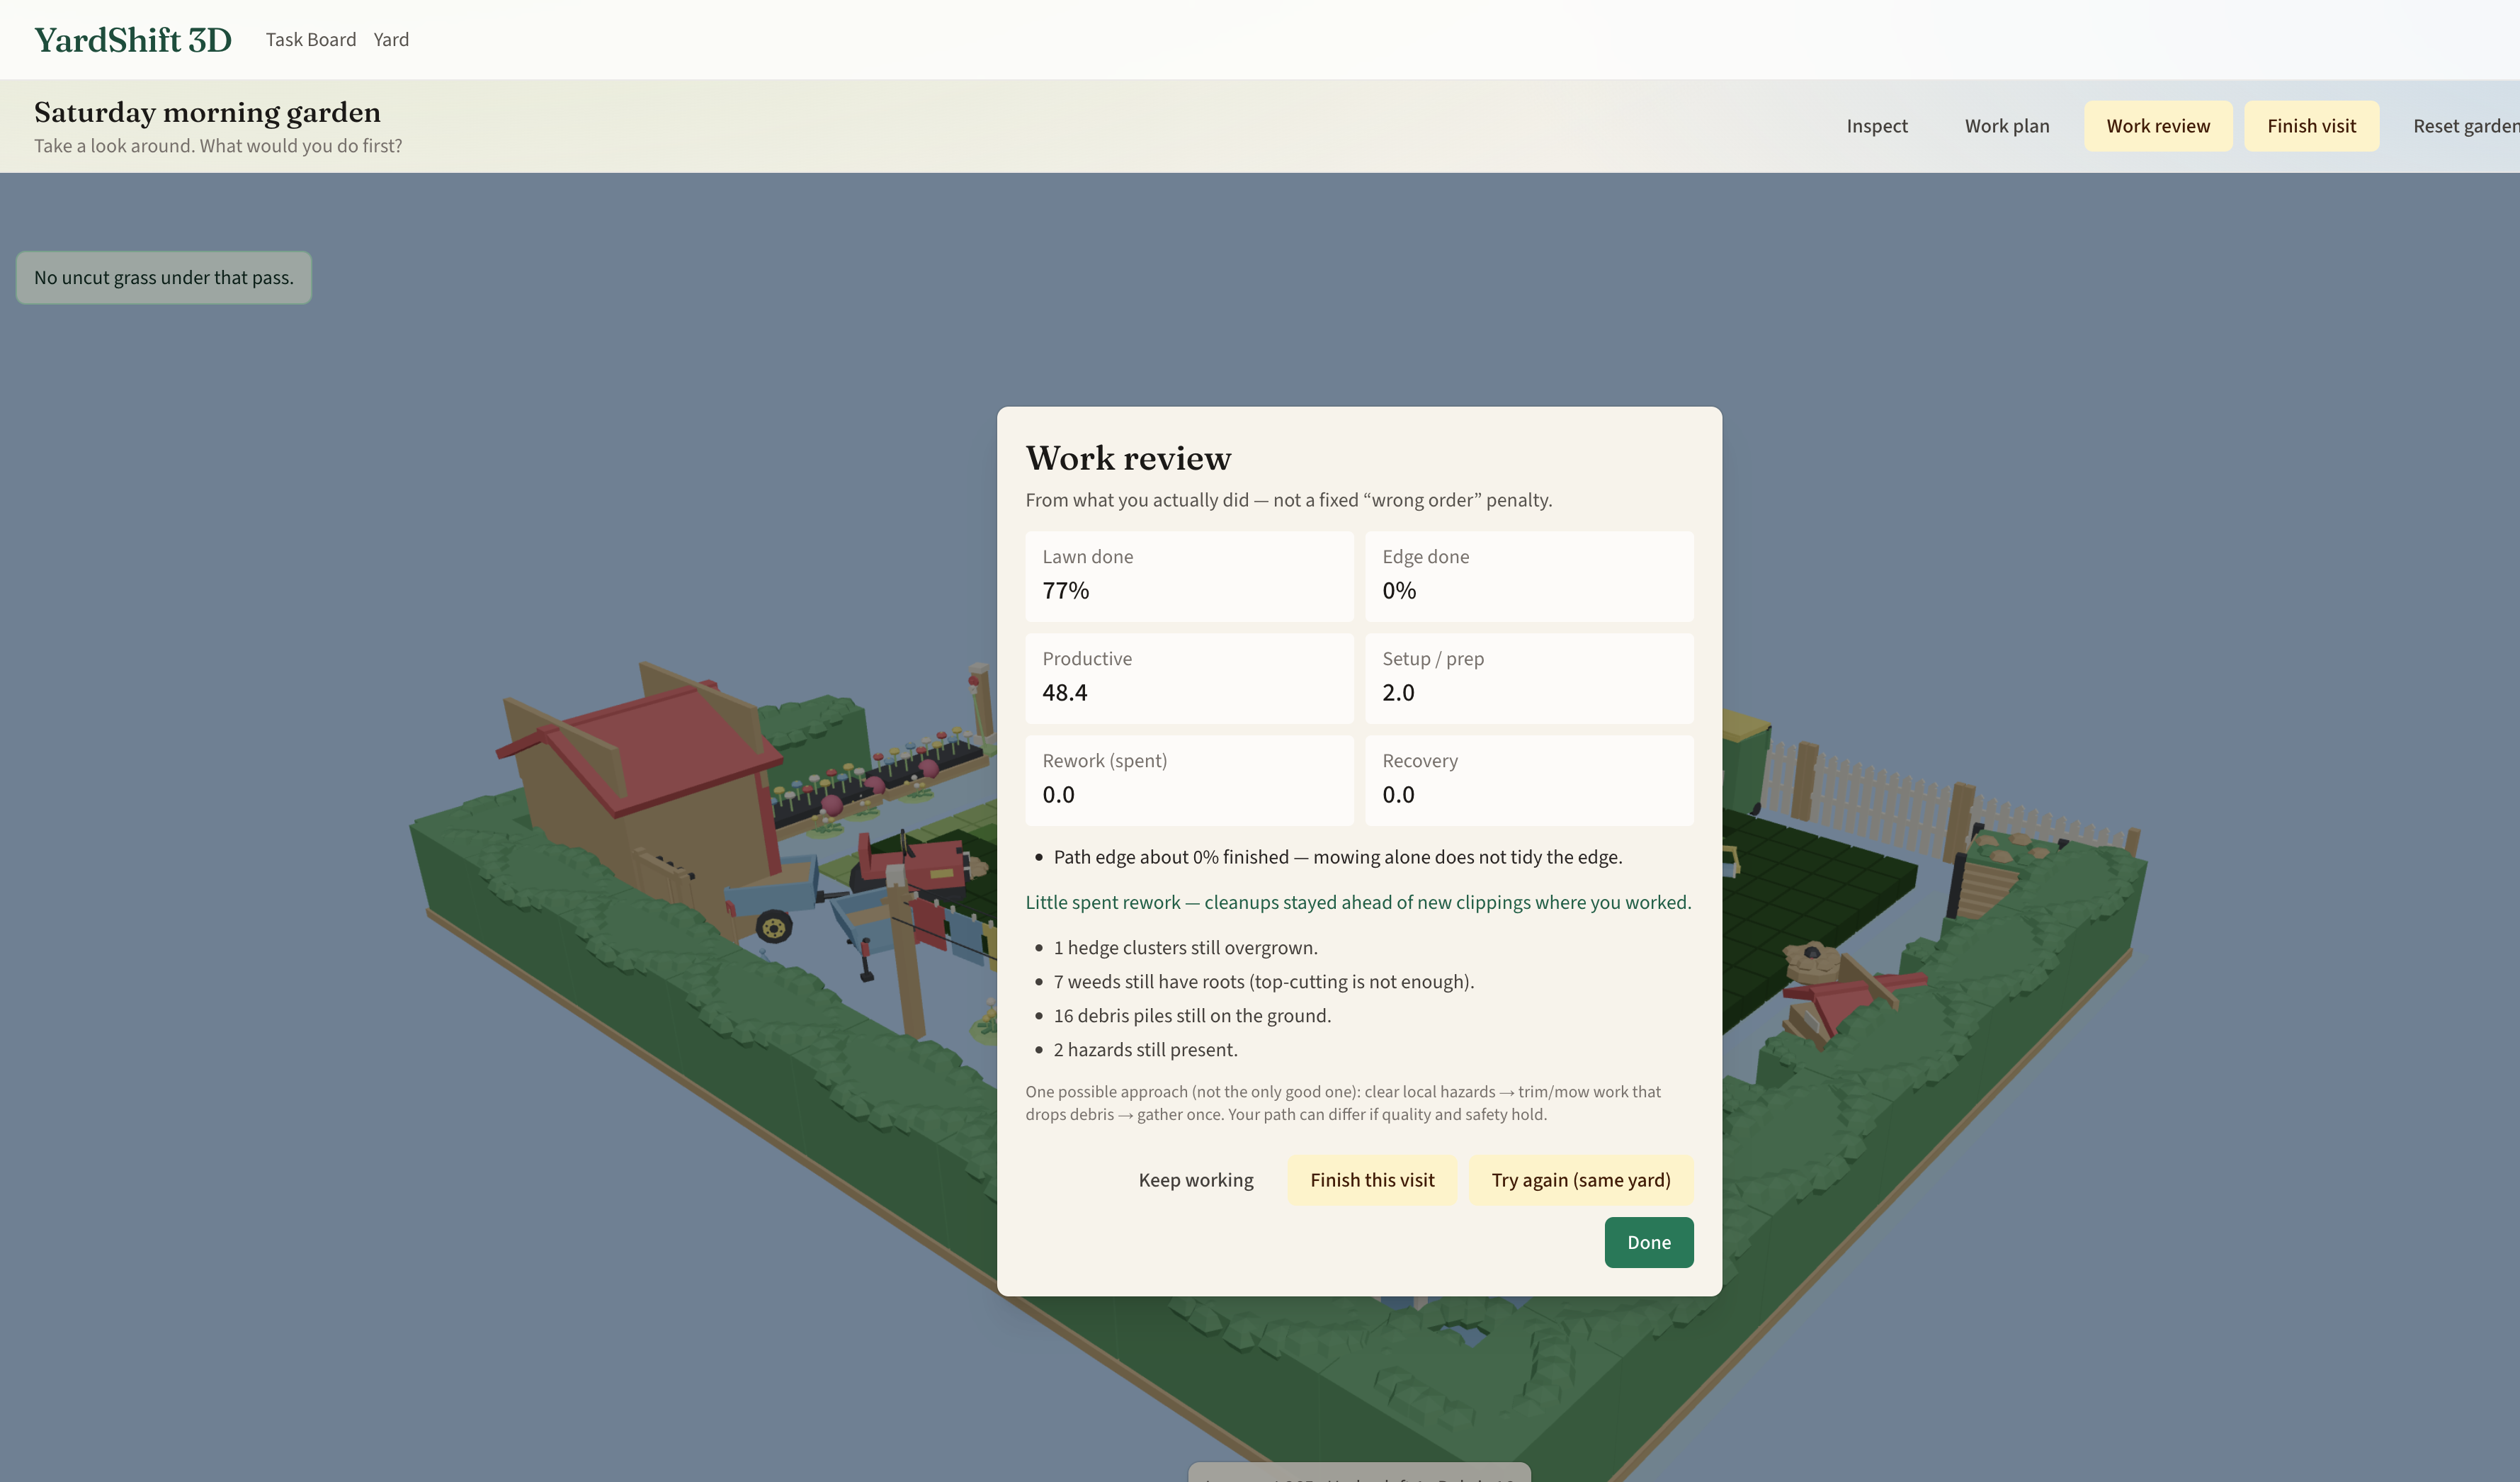 YardShift 3D
Task Board
Yard
Saturday morning garden
Take a look around. What would you do first?
Inspect
Work plan
Work review
Finish visit
Reset garden
No uncut grass under that pass.
Work review
From what you actually did — not a fixed “wrong order” penalty.
Lawn done
77%
Edge done
0%
Productive
48.4
Setup / prep
2.0
Rework (spent)
0.0
Recovery
0.0
• Path edge about 0% finished — mowing alone does not tidy the edge.
Little spent rework — cleanups stayed ahead of new clippings where you worked.
• 1 hedge clusters still overgrown.
• 7 weeds still have roots (top-cutting is not enough).
• 16 debris piles still on the ground.
• 2 hazards still present.
One possible approach (not the only good one): clear local hazards → trim/mow work that
drops debris → gather once. Your path can differ if quality and safety hold.
Keep working
Finish this visit
Try again (same yard)
Done